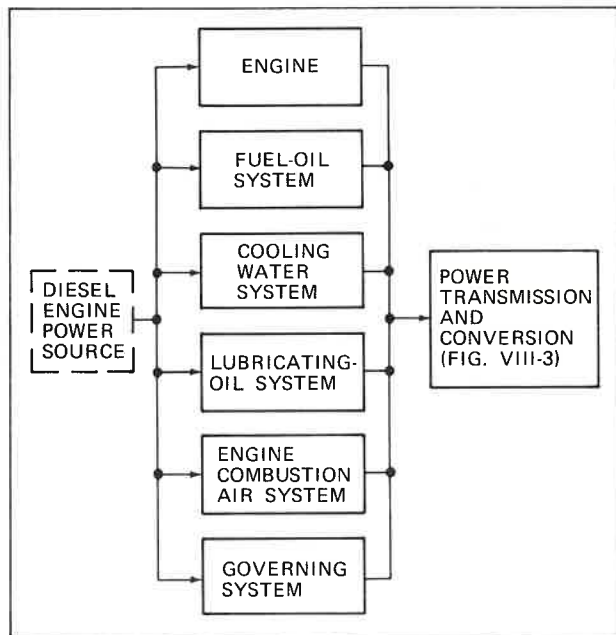 DIESEL
ENGINE
POWER
SOURCE
ENGINE
FUEL-OIL
SYSTEM
COOLING
WATER
SYSTEM
LUBRICATING-
OIL SYSTEM
ENGINE
COMBUSTION
AIR SYSTEM
GOVERNING
SYSTEM
POWER
TRANSMISSION
AND
CONVERSION
(FIG. VIII-3)